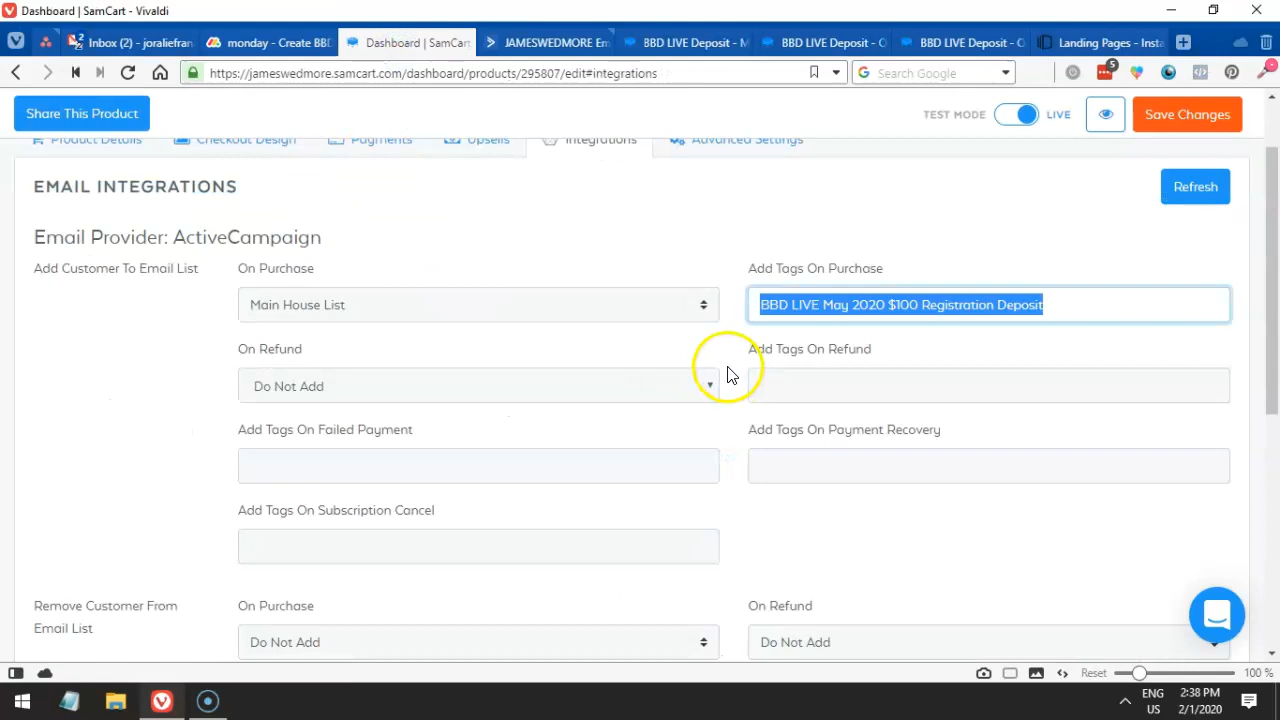 Dashboard | SamCart - Vivaldi
Inbox (2) - joraliefran
monday - Create BBD
Dashboard | SamCart
JAMESWEDMORE Em
BBD LIVE Deposit - M
BBD LIVE Deposit - O
BBD LIVE Deposit - O
Landing Pages - Insta
https://jameswedmore.samcart.com/dashboard/products/295807/edit#integrations
Search Google
5
Share This Product
TEST MODE
LIVE
Save Changes
Product Details
Checkout Design
Payments
Upsells
Integrations
Advanced Settings
EMAIL INTEGRATIONS
Refresh
Email Provider: ActiveCampaign
Add Customer To Email List
On Purchase
Add Tags On Purchase
Main House List
BBD LIVE May 2020 $100 Registration Deposit
On Refund
Add Tags On Refund
Do Not Add
Add Tags On Failed Payment
Add Tags On Payment Recovery
Add Tags On Subscription Cancel
Remove Customer From
Email List
On Purchase
On Refund
Do Not Add
Do Not Add
Reset
100 %
ENG
US
2:38 PM
2/1/2020